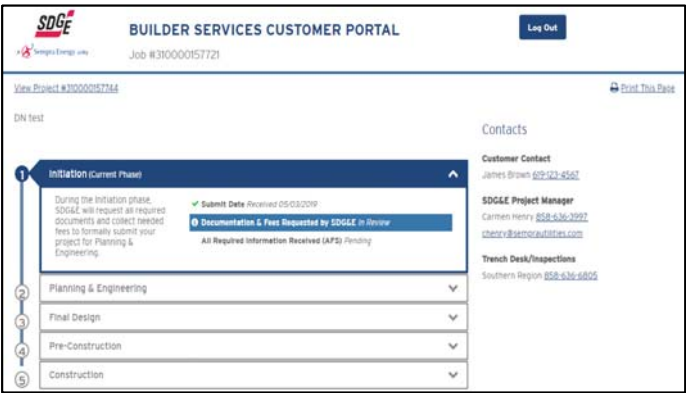 SDGE
A Sempra Energy utility
BUILDER SERVICES CUSTOMER PORTAL
Job #310000157721
Log Out
View Project #310000157744
Print This Page
DN test
Contacts
1
Initiation (Current Phase)
During the Initiation phase,
SDG&E will request all required
documents and collect needed
fees to formally submit your
project for Planning &
Engineering.
Submit Date Received 05/03/2019
Documentation & Fees Requested by SDG&E In Review
All Required Information Received (AFS) Pending
2
Planning & Engineering
3
Final Design
4
Pre-Construction
5
Construction
Customer Contact
James Brown 619-123-4567
SDG&E Project Manager
Carmen Henry 858-636-3997
chenry@semprautilities.com
Trench Desk/Inspections
Southern Region 858-636-6805